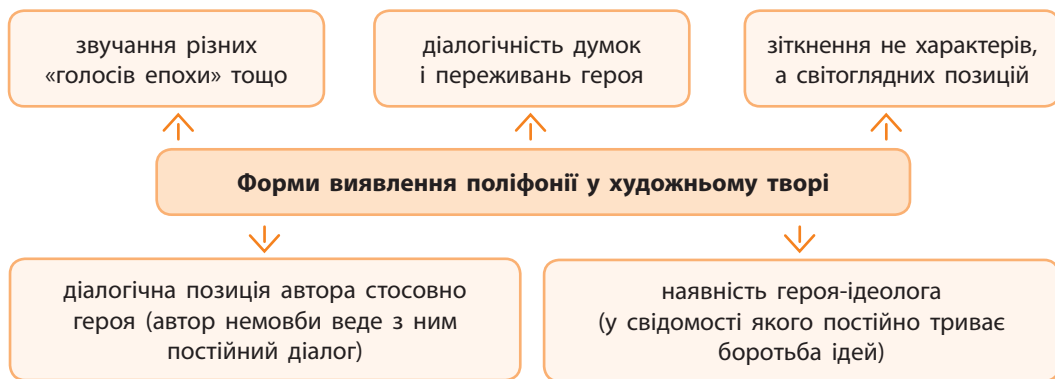 звучання різних
«голосів епохи» тощо
діалогічність думок
і переживань героя
зіткнення не характерів,
а світоглядних позицій
Форми виявлення поліфонії у художньому творі
діалогічна позиція автора стосовно
героя (автор немовби веде з ним
постійний діалог)
наявність героя-ідеолога
(у свідомості якого постійно триває
боротьба ідей)